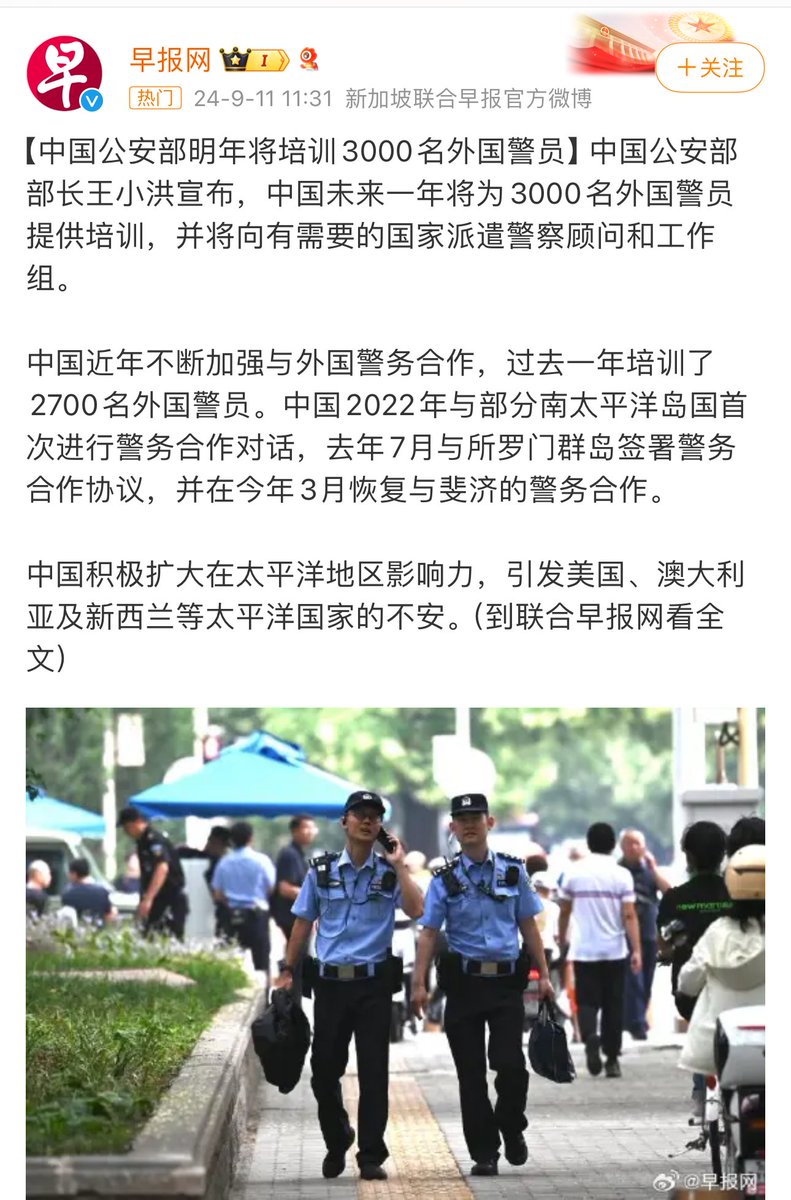 早
早报网
I
+关注
热门 24-9-11 11:31 新加坡联合早报官方微博
【中国公安部明年将培训3000名外国警员】中国公安部
部长王小洪宣布，中国未来一年将为3000名外国警员
提供培训，并将向有需要的国家派遣警察顾问和工作
组。
中国近年不断加强与外国警务合作，过去一年培训了
2700名外国警员。中国2022年与部分南太平洋岛国首
次进行警务合作对话，去年7月与所罗门群岛签署警务
合作协议，并在今年3月恢复与斐济的警务合作。
中国积极扩大在太平洋地区影响力，引发美国、澳大利
亚及新西兰等太平洋国家的不安。（到联合早报网看全
文）
@早报网